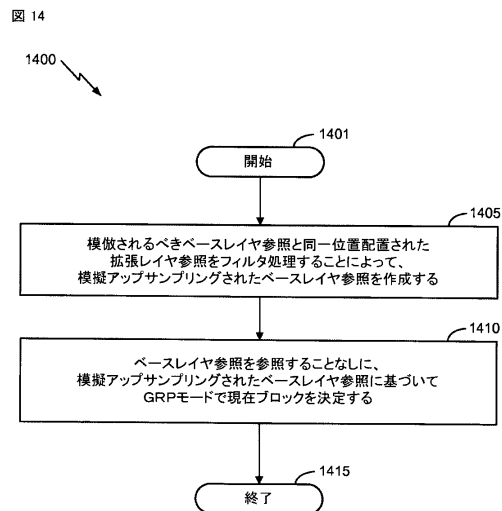 図 14
1400
1401
開始
1405
模倣されるべきベースレイヤ参照と同一位置配置された
拡張レイヤ参照をフィルタ処理することによって、
模擬アップサンプリングされたベースレイヤ参照を作成する
1410
ベースレイヤ参照を参照することなしに、
模擬アップサンプリングされたベースレイヤ参照に基づいて
GRPモードで現在ブロックを決定する
1415
終了